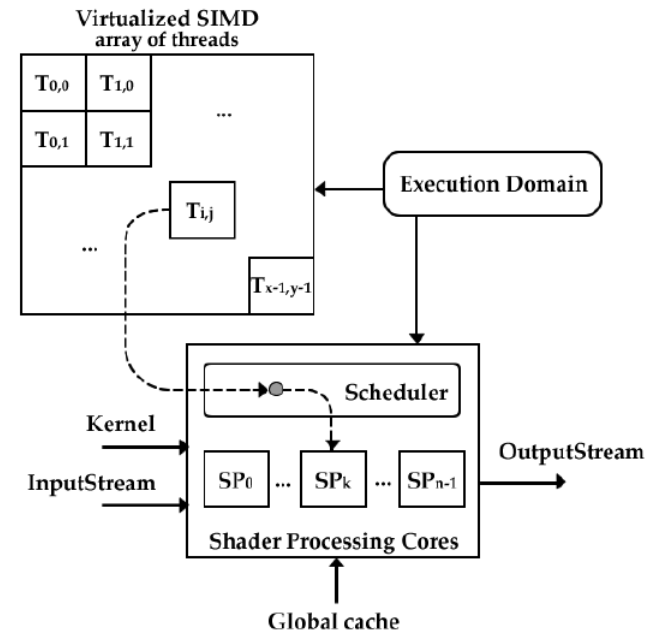 Virtualized SIMD
array of threads
T0,0 T1,0
...
T0,1 T1,1
Execution Domain
Ti,j
...
Tx-1,y-1
Scheduler
Kernel
OutputStream
InputStream
SP0 ... SPk ... SPn-1
Shader Processing Cores
Global cache